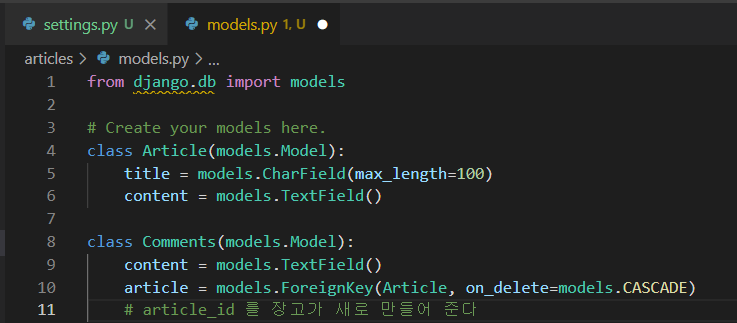 settings.py U
models.py 1, U
articles > models.py > ...
1 from django.db import models
2
3 # Create your models here.
4 class Article(models.Model):
5     title = models.CharField(max_length=100)
6     content = models.TextField()
7
8 class Comments(models.Model):
9     content = models.TextField()
10     article = models.ForeignKey(Article, on_delete=models.CASCADE)
11     # article_id 를 장고가 새로 만들어 준다